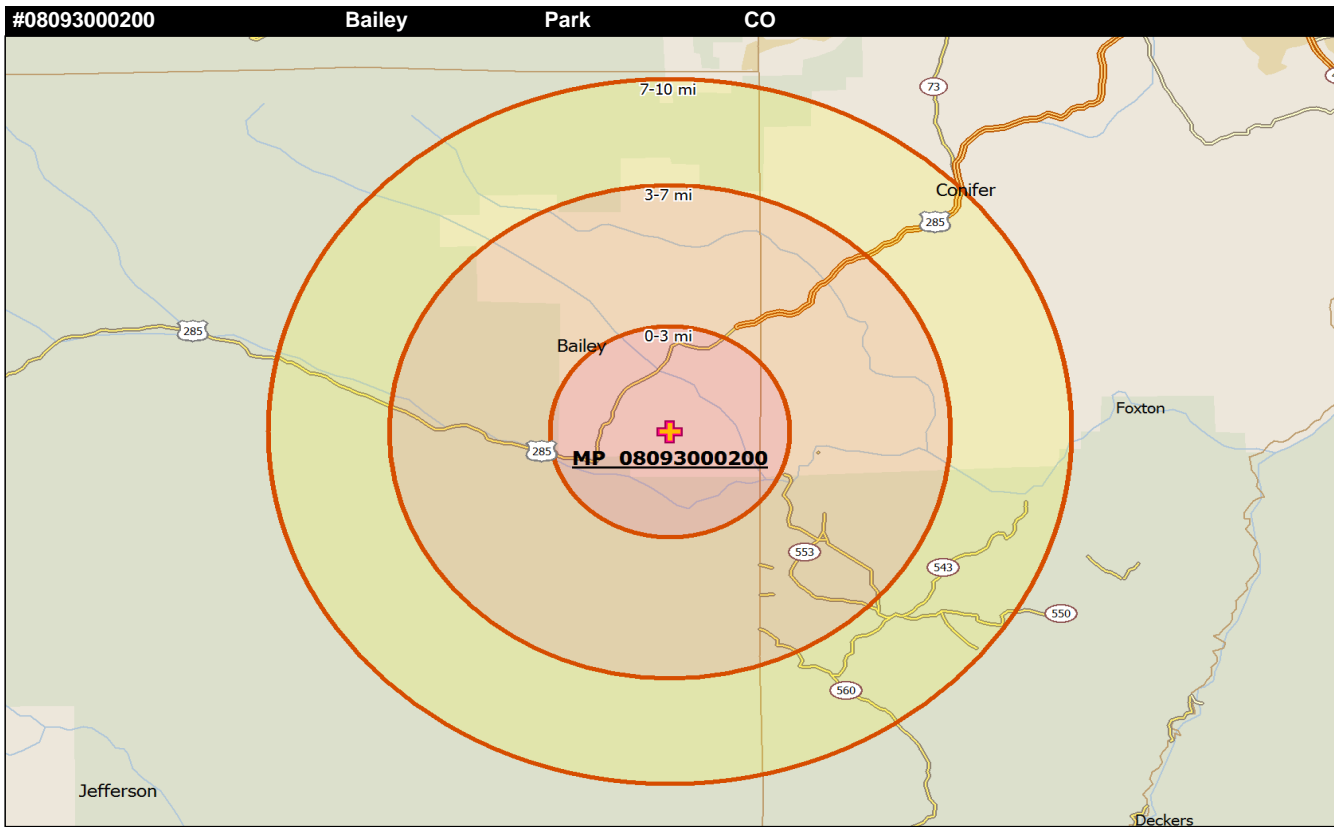 #08093000200 Bailey Park CO
7-10 mi
73
4
3-7 mi
Conifer
285
285
0-3 mi
Bailey
Foxton
285
MP 08093000200
553
543
550
560
Jefferson
Deckers